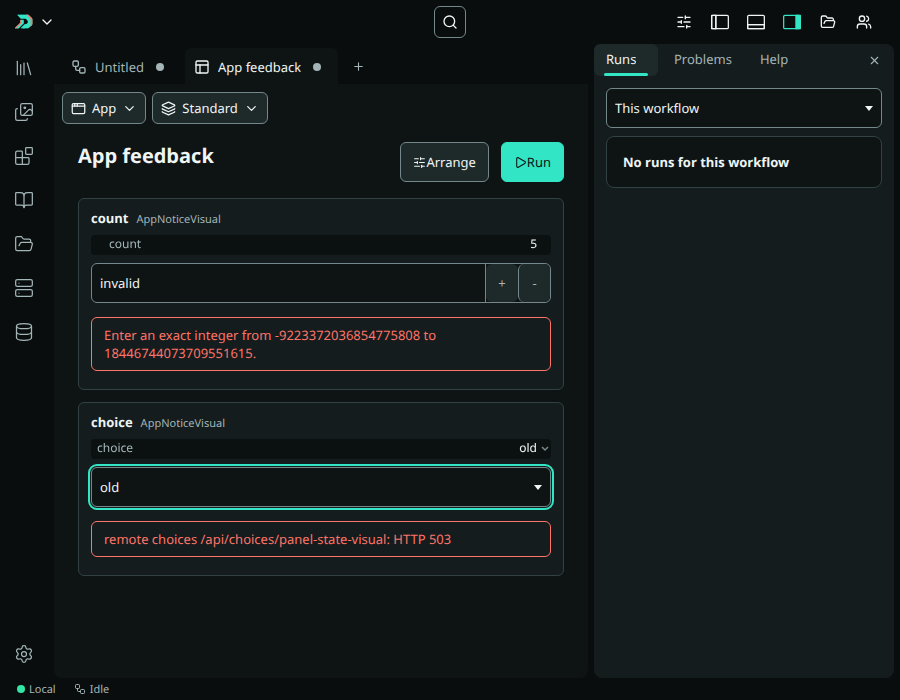 Untitled
App feedback
+
Runs
Problems
Help
App
Standard
This workflow
App feedback
Arrange
Run
No runs for this workflow
count AppNoticeVisual
count 5
invalid + -
Enter an exact integer from -9223372036854775808 to
18446744073709551615.
choice AppNoticeVisual
choice old
old
remote choices /api/choices/panel-state-visual: HTTP 503
Local
Idle